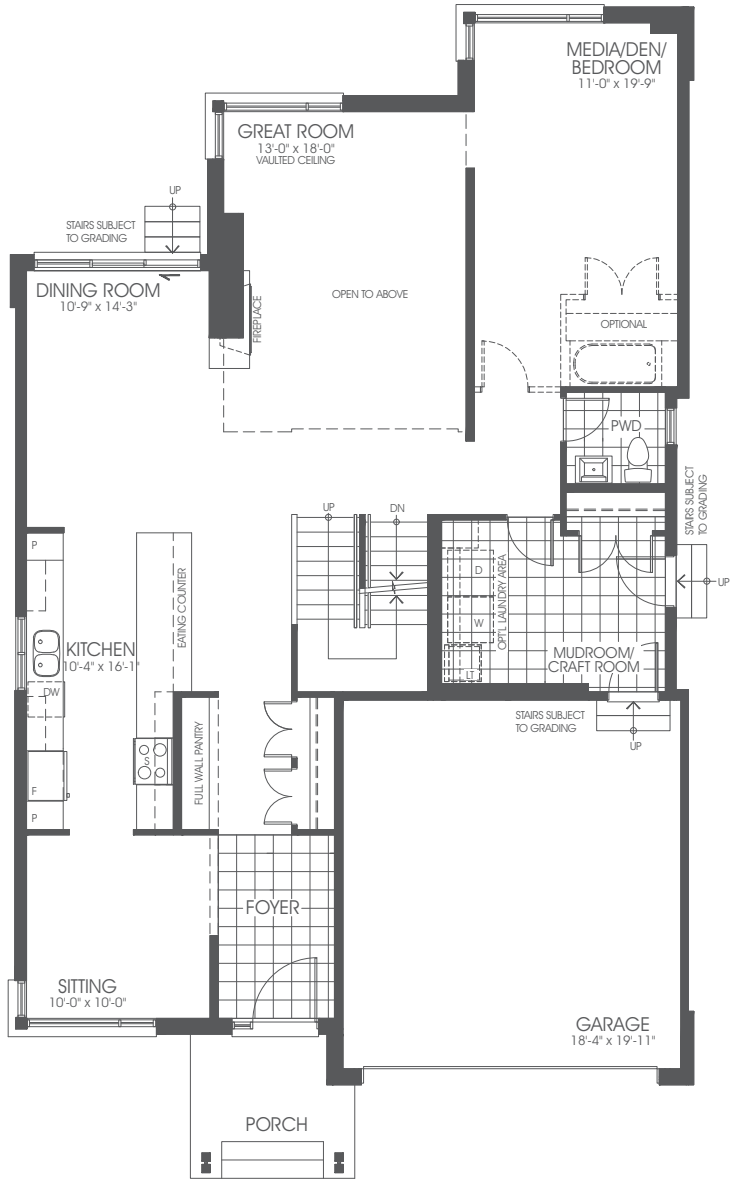 MEDIA/DEN/
BEDROOM
11'-0" x 19'-9"
GREAT ROOM
13'-0" x 18'-0"
VAULTED CEILING
UP
STAIRS SUBJECT
TO GRADING
DINING ROOM
10'-9" x 14'-3"
FIREPLACE
OPEN TO ABOVE
OPTIONAL
PWD
STAIRS SUBJECT
TO GRADING
UP
UP
DN
P
KITCHEN
10'-4" x 16'-1"
DW
F
P
EATING COUNTER
S
FULL WALL PANTRY
D
W
LT
OPT'L LAUNDRY AREA
MUDROOM/
CRAFT ROOM
STAIRS SUBJECT
TO GRADING
UP
FOYER
SITTING
10'-0" x 10'-0"
GARAGE
18'-4" x 19'-11"
PORCH